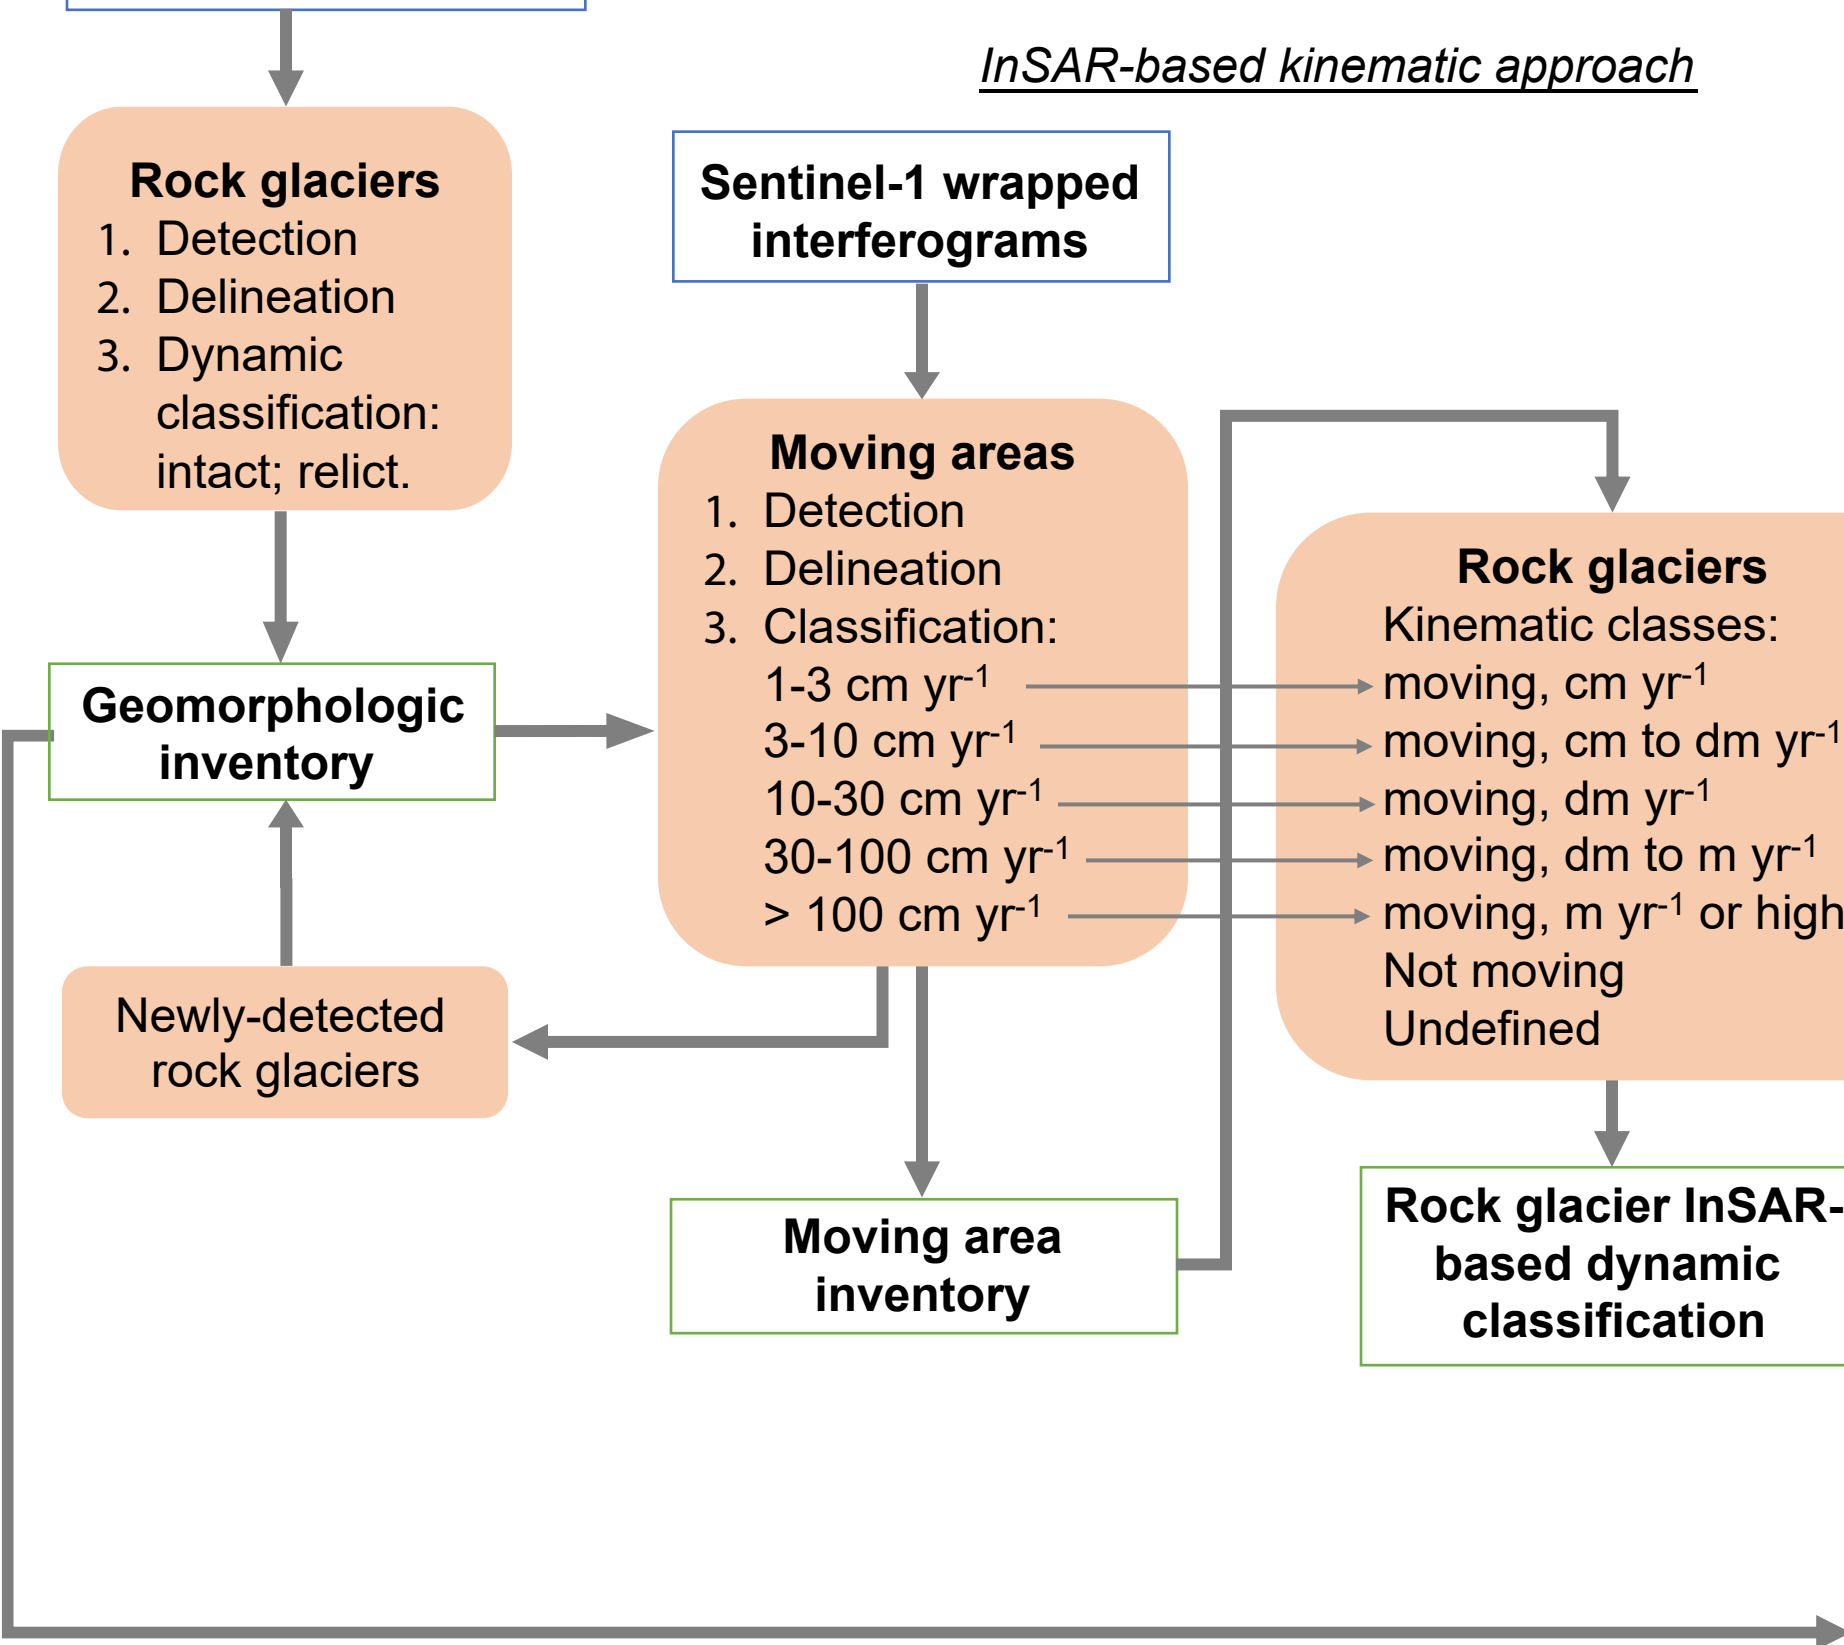 InSAR-based kinematic approach
Rock glaciers
1. Detection
2. Delineation
3. Dynamic
classification:
intact; relict.
Sentinel-1 wrapped
interferograms
Moving areas
1. Detection
2. Delineation
3. Classification:
1-3 cm yr⁻¹
3-10 cm yr⁻¹
10-30 cm yr⁻¹
30-100 cm yr⁻¹
> 100 cm yr⁻¹
Rock glaciers
Kinematic classes:
moving, cm yr⁻¹
moving, cm to dm yr⁻¹
moving, dm yr⁻¹
moving, dm to m yr⁻¹
moving, m yr⁻¹ or high
Not moving
Undefined
Geomorphologic
inventory
Newly-detected
rock glaciers
Moving area
inventory
Rock glacier InSAR-
based dynamic
classification